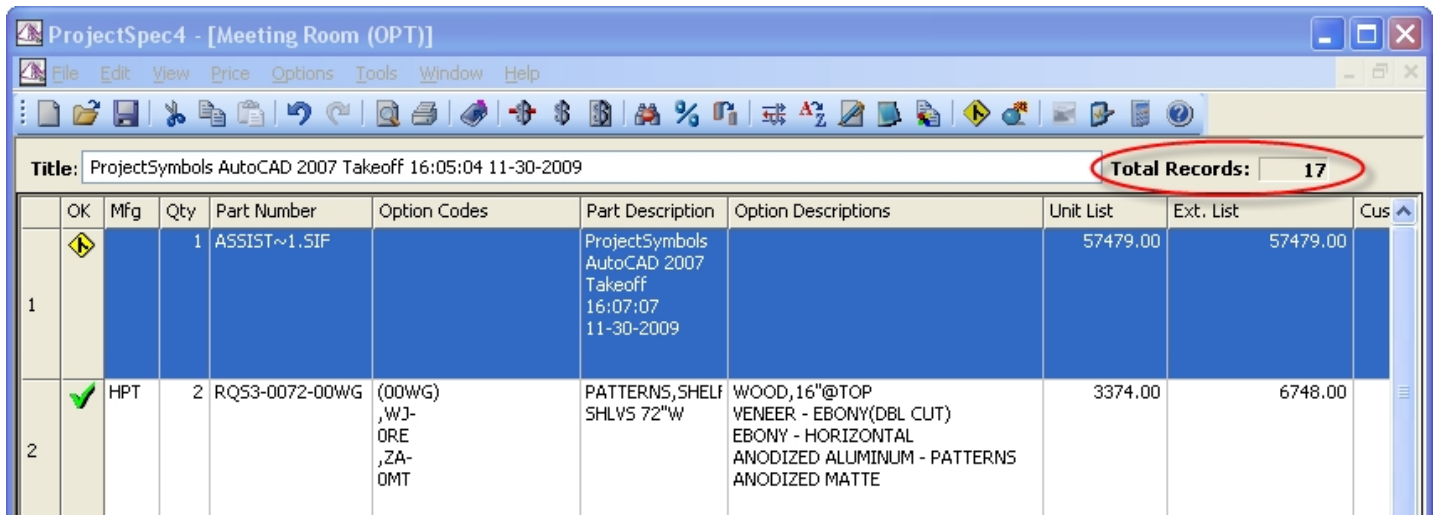 ProjectSpec4 - [Meeting Room (OPT)]
File Edit View Price Options Tools Window Help
Title: ProjectSymbols AutoCAD 2007 Takeoff 16:05:04 11-30-2009 Total Records: 17
OK Mfg Qty Part Number Option Codes Part Description Option Descriptions Unit List Ext. List Cus
1 ASSIST~1.SIF ProjectSymbols 57479.00 57479.00
AutoCAD 2007
Takeoff
1 16:07:07
11-30-2009
HPT 2 RQS3-0072-00WG (00WG) PATTERNS,SHELF WOOD,16"@TOP 3374.00 6748.00
,WJ- SHLVS 72"W VENEER - EBONY(DBL CUT)
0RE EBONY - HORIZONTAL
2 ,ZA- ANODIZED ALUMINUM - PATTERNS
0MT ANODIZED MATTE